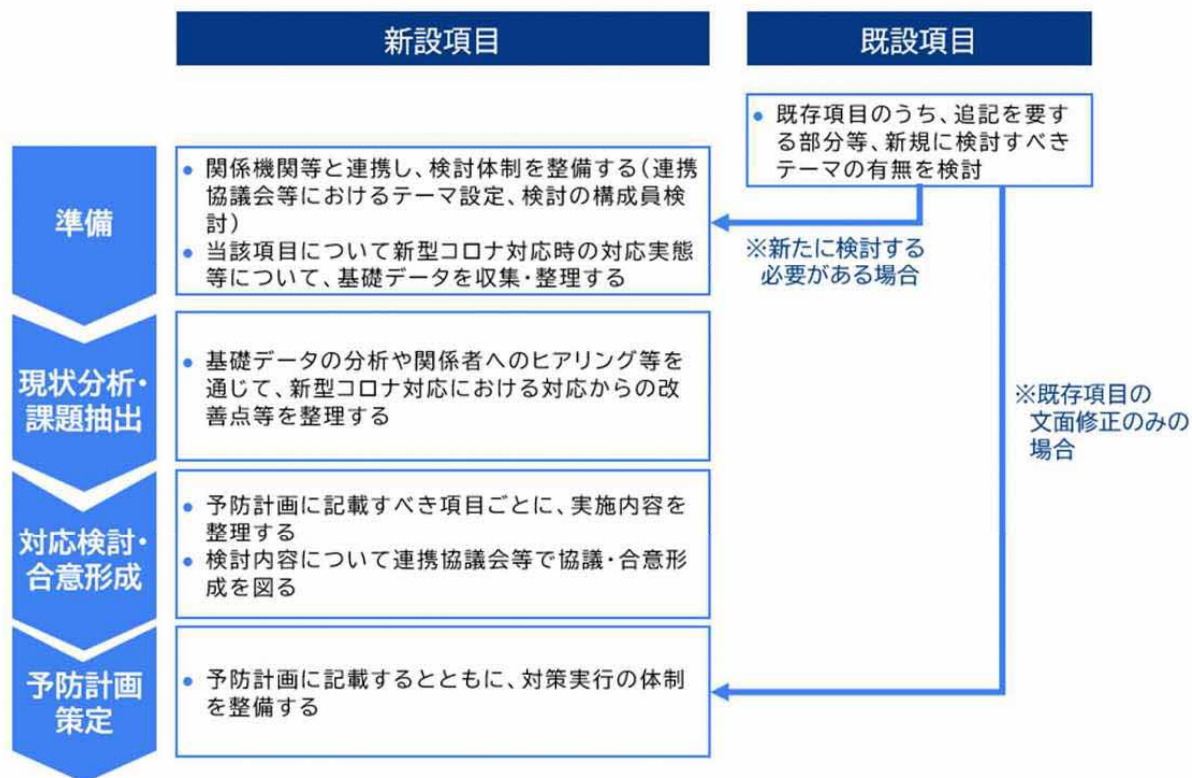 新設項目
既設項目
• 既存項目のうち、追記を要す
る部分等、新規に検討すべき
テーマの有無を検討
準備
• 関係機関等と連携し、検討体制を整備する（連携
協議会等におけるテーマ設定、検討の構成員検
討）
• 当該項目について新型コロナ対応時の対応実態
等について、基礎データを収集・整理する
※新たに検討する
必要がある場合
現状分析・
課題抽出
• 基礎データの分析や関係者へのヒアリング等を
通じて、新型コロナ対応における対応からの改
善点等を整理する
※既存項目の
文面修正のみの
場合
対応検討・
合意形成
• 予防計画に記載すべき項目ごとに、実施内容を
整理する
• 検討内容について連携協議会等で協議・合意形
成を図る
予防計画
策定
• 予防計画に記載するとともに、対策実行の体制
を整備する